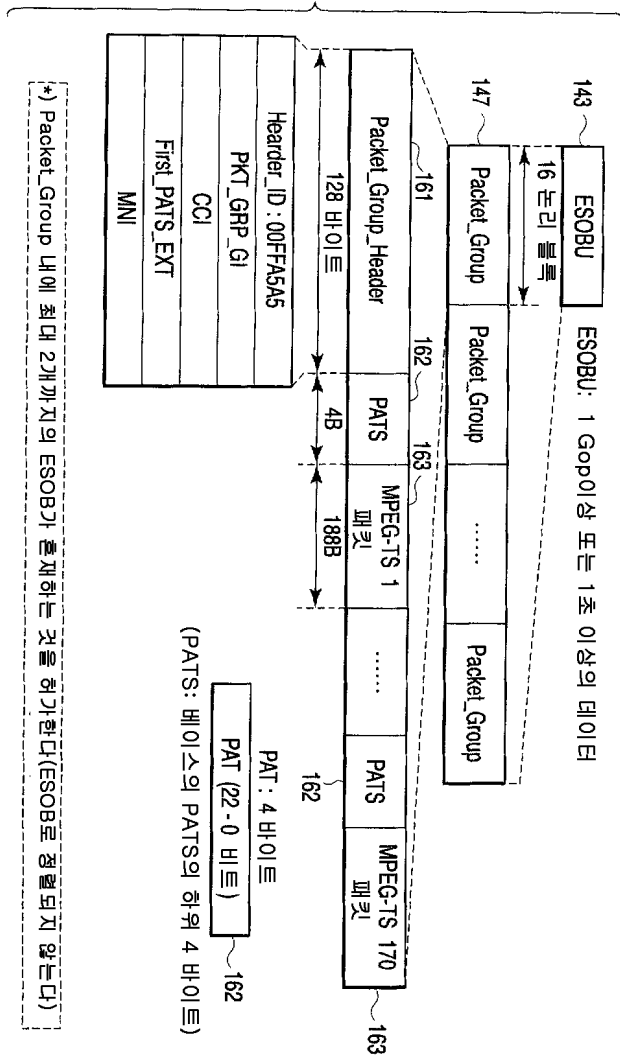 143
ESOBU
ESOBU: 1 Gop이상 또는 1초 이상의 데이터
16 논리 블록
147
Packet_Group
Packet_Group
......
Packet_Group
161
162
163
Packet_Group_Header
PATS
MPEG-TS 1
패킷
......
PATS
MPEG-TS 170
패킷
162
163
128 바이트
4B
188B
Hearder_ID : 00FFA5A5
PKT_GRP_GI
CCI
First_PATS_EXT
MNI
PAT : 4 바이트
PAT (22 - 0 비트)
162
(PATS: 베이스의 PATS의 하위 4 바이트)
*) Packet_Group 내에 최대 2개까지의 ESOB가 혼재하는 것을 허가한다(ESOB로 정렬되지 않는다)